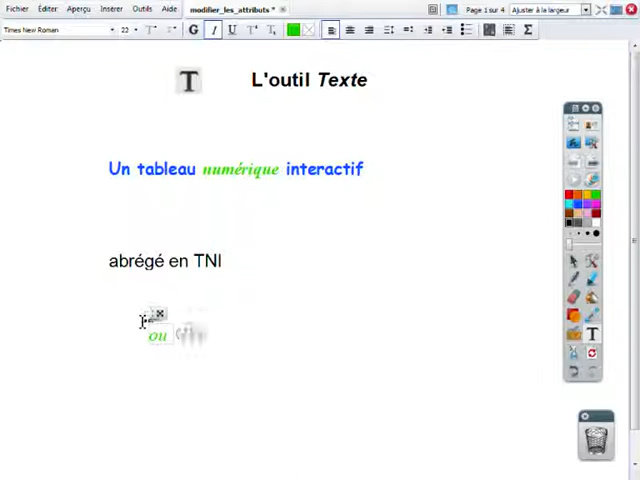 Fichier Éditer Aperçu Insérer Outils Aide modifier_les_attributs * Page 1 sur 4 Ajuster à la largeur
Times New Roman 22 G I U T T T Σ
T L'outil Texte
Un tableau numérique interactif
abrégé en TNI
ou
T